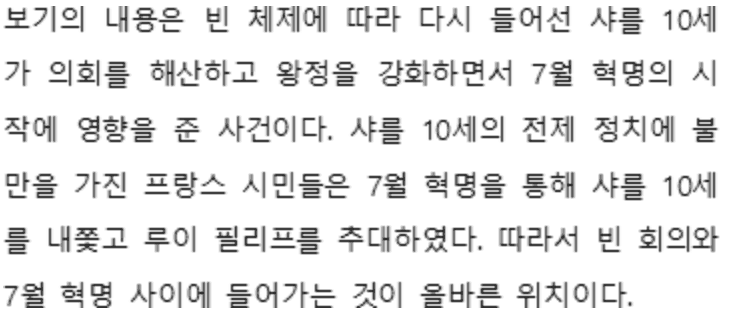 보기의 내용은 빈 체제에 따라 다시 들어선 샤를 10세
가 의회를 해산하고 왕정을 강화하면서 7월 혁명의 시
작에 영향을 준 사건이다. 샤를 10세의 전제 정치에 불
만을 가진 프랑스 시민들은 7월 혁명을 통해 샤를 10세
를 내쫓고 루이 필리프를 추대하였다. 따라서 빈 회의와
7월 혁명 사이에 들어가는 것이 올바른 위치이다.